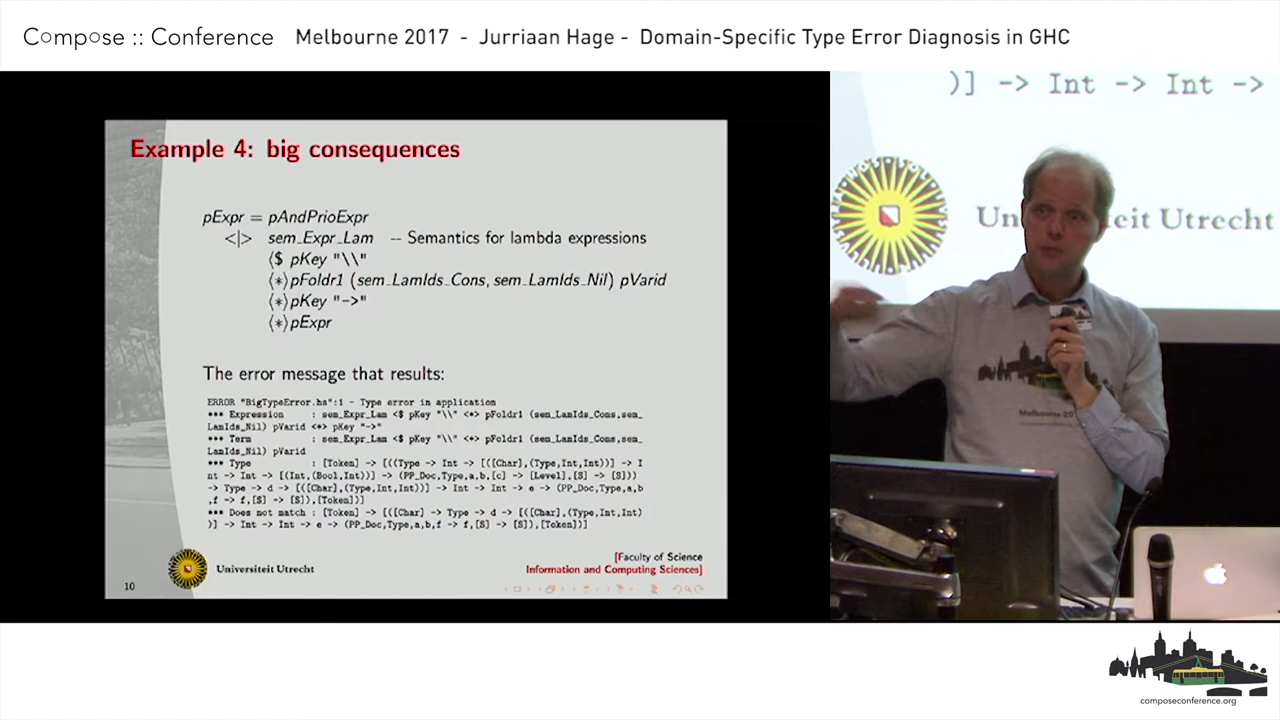 Compose :: Conference Melbourne 2017 - Jurriaan Hage - Domain-Specific Type Error Diagnosis in GHC
Example 4: big consequences
pExpr = pAndPrioExpr
<|> sem_Expr_Lam -- Semantics for lambda expressions
⟨$ pKey "\\"
⟨*⟩pFoldr1 (sem_LamIds_Cons, sem_LamIds_Nil) pVarid
⟨*⟩pKey "->"
⟨*⟩pExpr
The error message that results:
ERROR "BigTypeError.hs":1 - Type error in application
*** Expression : sem_Expr_Lam <$ pKey "\\" <*> pFoldr1 (sem_LamIds_Cons,sem_
LamIds_Nil) pVarid <*> pKey "->"
*** Term : sem_Expr_Lam <$ pKey "\\" <*> pFoldr1 (sem_LamIds_Cons,sem_
LamIds_Nil) pVarid
*** Type : [Token] -> [((Type -> Int -> [([Char],(Type,Int,Int))] -> I
nt -> Int -> [(Int,(Bool,Int))] -> (PP_Doc,Type,a,b,[c] -> [Level],[S] -> [S]))
-> Type -> d -> [([Char],(Type,Int,Int))] -> Int -> Int -> e -> (PP_Doc,Type,a,b
,f -> f,[S] -> [S]),[Token])]
*** Does not match : [Token] -> [([Char] -> Type -> d -> [([Char],(Type,Int,Int)
)] -> Int -> Int -> e -> (PP_Doc,Type,a,b,f -> f,[S] -> [S]),[Token])]
[Faculty of Science
Universiteit Utrecht Information and Computing Sciences]
10
)] -> Int -> Int ->
Un eit Utrecht
Melbourne 20
composeconference.org